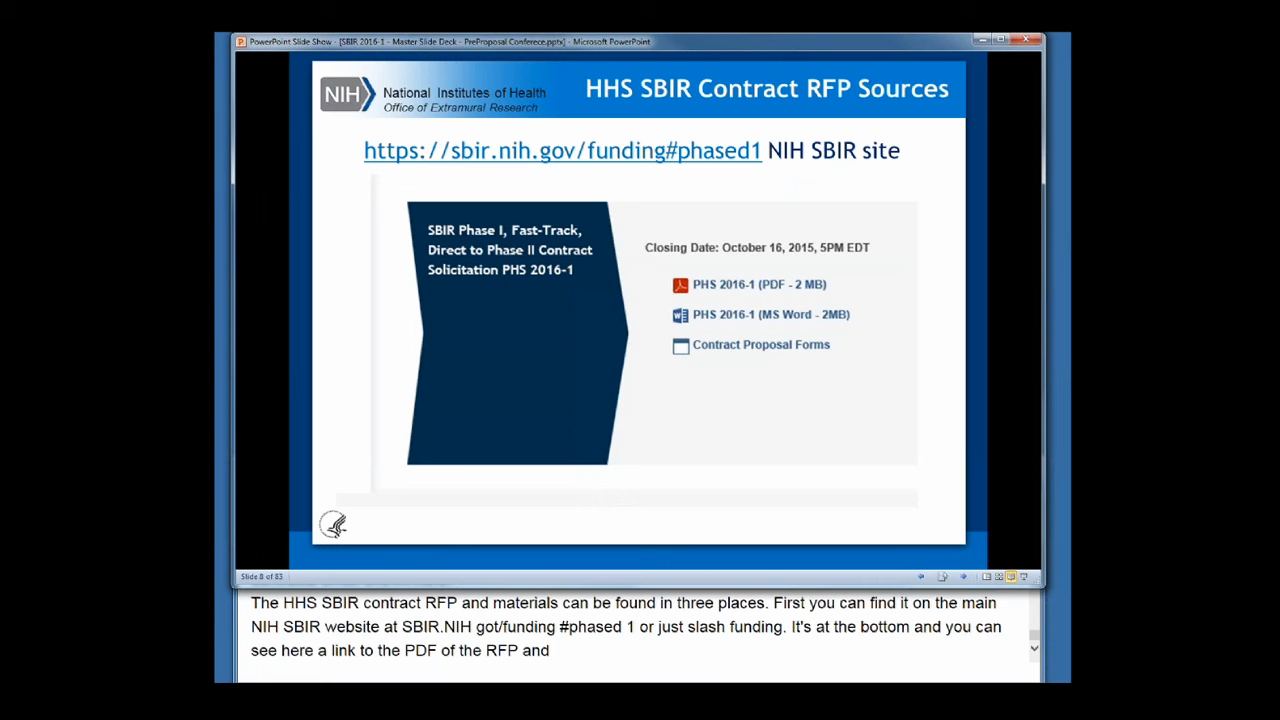 PowerPoint Slide Show - [SBIR 2016-1 - Master Slide Deck - PreProposal Conferece.pptx] - Microsoft PowerPoint
NIH
National Institutes of Health
Office of Extramural Research
HHS SBIR Contract RFP Sources
https://sbir.nih.gov/funding#phased1 NIH SBIR site
SBIR Phase I, Fast-Track,
Direct to Phase II Contract
Solicitation PHS 2016-1
Closing Date: October 16, 2015, 5PM EDT
PHS 2016-1 (PDF - 2 MB)
PHS 2016-1 (MS Word - 2MB)
Contract Proposal Forms
Slide 8 of 83
The HHS SBIR contract RFP and materials can be found in three places. First you can find it on the main
NIH SBIR website at SBIR.NIH got/funding #phased 1 or just slash funding. It's at the bottom and you can
see here a link to the PDF of the RFP and